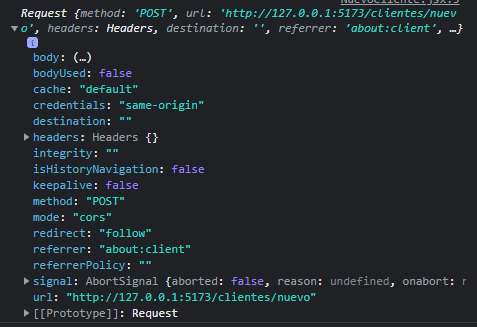 NuevoCliente.jsx:5
Request {method: 'POST', url: 'http://127.0.0.1:5173/clientes/nuev
o', headers: Headers, destination: '', referrer: 'about:client', …}
i
body: (…)
bodyUsed: false
cache: "default"
credentials: "same-origin"
destination: ""
headers: Headers {}
integrity: ""
isHistoryNavigation: false
keepalive: false
method: "POST"
mode: "cors"
redirect: "follow"
referrer: "about:client"
referrerPolicy: ""
signal: AbortSignal {aborted: false, reason: undefined, onabort: 
url: "http://127.0.0.1:5173/clientes/nuevo"
[[Prototype]]: Request